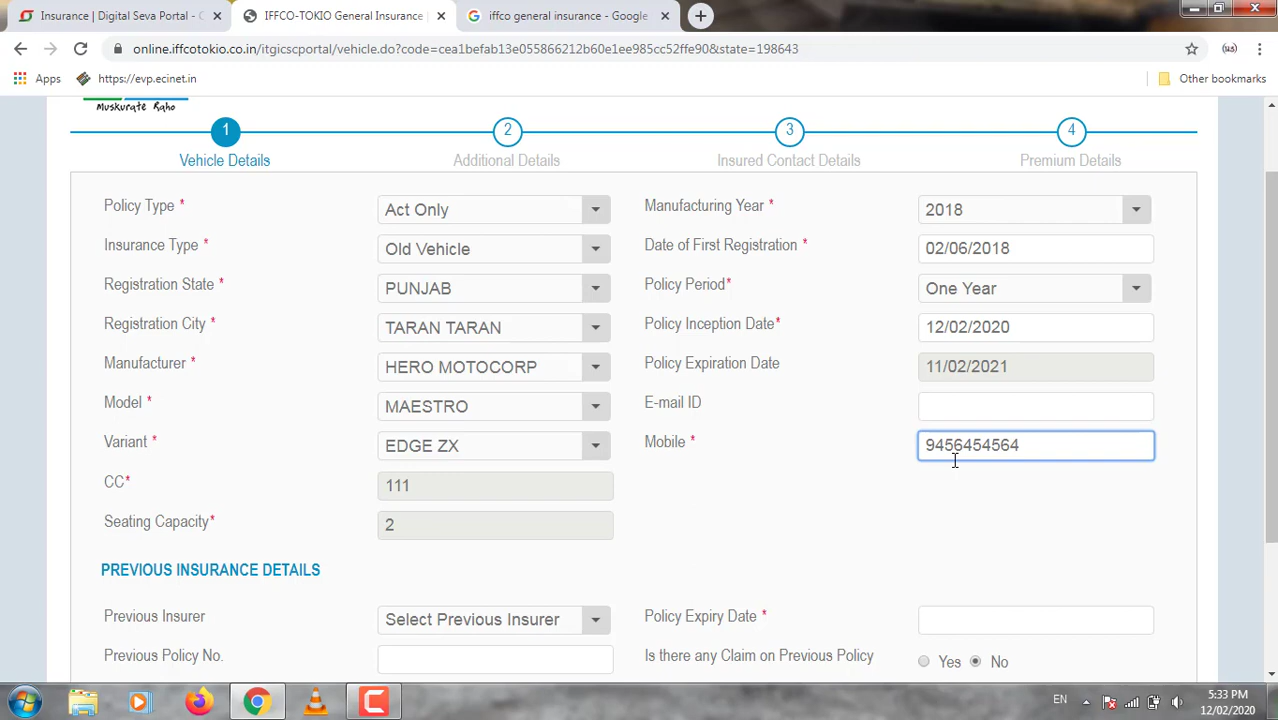 Insurance | Digital Seva Portal - C
IFFCO-TOKIO General Insurance |
iffco general insurance - Google
online.iffcotokio.co.in/itgicscportal/vehicle.do?code=cea1befab13e055866212b60e1ee985cc52ffe90&state=198643
Apps
https://evp.ecinet.in
Other bookmarks
Muskurate Raho
1
2
3
4
Vehicle Details
Additional Details
Insured Contact Details
Premium Details
Policy Type * Act Only
Manufacturing Year * 2018
Insurance Type * Old Vehicle
Date of First Registration * 02/06/2018
Registration State * PUNJAB
Policy Period* One Year
Registration City * TARAN TARAN
Policy Inception Date* 12/02/2020
Manufacturer * HERO MOTOCORP
Policy Expiration Date 11/02/2021
Model * MAESTRO
E-mail ID
Variant * EDGE ZX
Mobile * 9456454564
CC* 111
Seating Capacity* 2
PREVIOUS INSURANCE DETAILS
Previous Insurer Select Previous Insurer
Policy Expiry Date *
Previous Policy No.
Is there any Claim on Previous Policy Yes No
EN
5:33 PM
12/02/2020